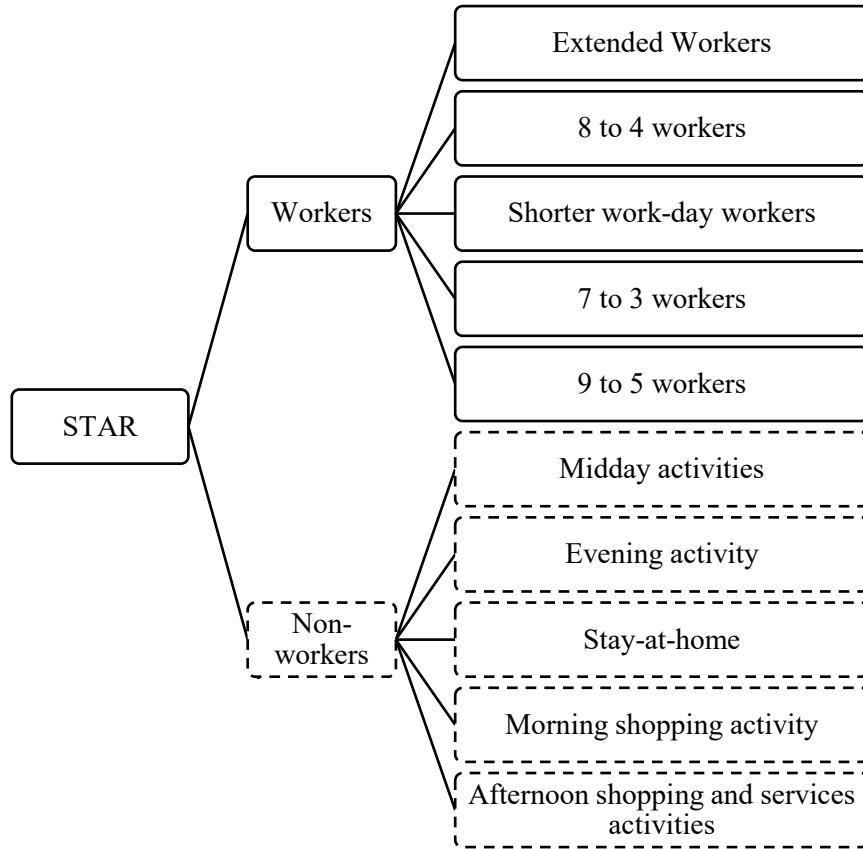 Extended Workers
8 to 4 workers
Workers
Shorter work-day workers
7 to 3 workers
9 to 5 workers
STAR
Midday activities
Evening activity
Non-
workers
Stay-at-home
Morning shopping activity
Afternoon shopping and services
activities